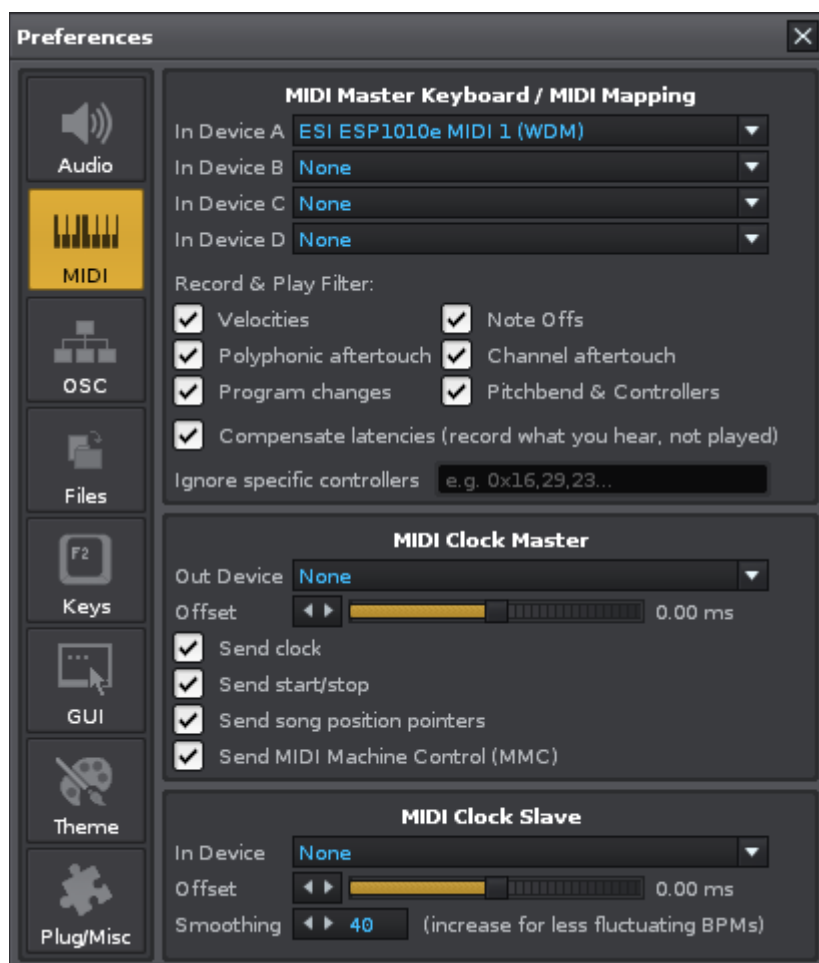 Preferences
Audio
MIDI
OSC
Files
F2
Keys
GUI
Theme
Plug/Misc
MIDI Master Keyboard / MIDI Mapping
In Device A ESI ESP1010e MIDI 1 (WDM)
In Device B None
In Device C None
In Device D None
Record & Play Filter:
Velocities Note Offs
Polyphonic aftertouch Channel aftertouch
Program changes Pitchbend & Controllers
Compensate latencies (record what you hear, not played)
Ignore specific controllers e.g. 0x16,29,23...
MIDI Clock Master
Out Device None
Offset 0.00 ms
Send clock
Send start/stop
Send song position pointers
Send MIDI Machine Control (MMC)
MIDI Clock Slave
In Device None
Offset 0.00 ms
Smoothing 40 (increase for less fluctuating BPMs)